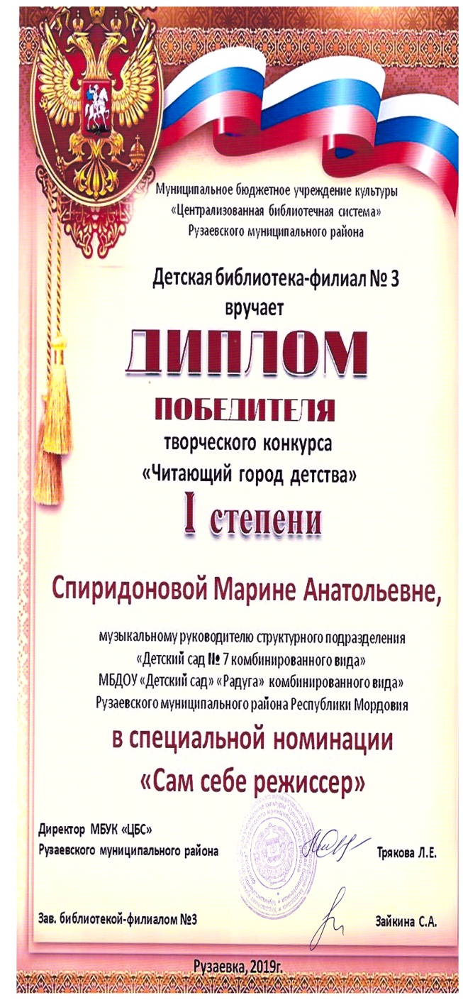 Муниципальное бюджетное учреждение культуры
«Централизованная библиотечная система»
Рузаевского муниципального района
Детская библиотека-филиал № 3
вручает
ДИПЛОМ
ПОБЕДИТЕЛЯ
творческого конкурса
«Читающий город детства»
I степени
Спиридоновой Марине Анатольевне,
музыкальному руководителю структурного подразделения
«Детский сад № 7 комбинированного вида»
МБДОУ «Детский сад» «Радуга» комбинированного вида»
Рузаевского муниципального района Республики Мордовия
в специальной номинации
«Сам себе режиссер»
Директор МБУК «ЦБС»
Рузаевского муниципального района
Трякова Л.Е.
Зав. библиотекой-филиалом №3
Зайкина С.А.
Рузаевка, 2019г.